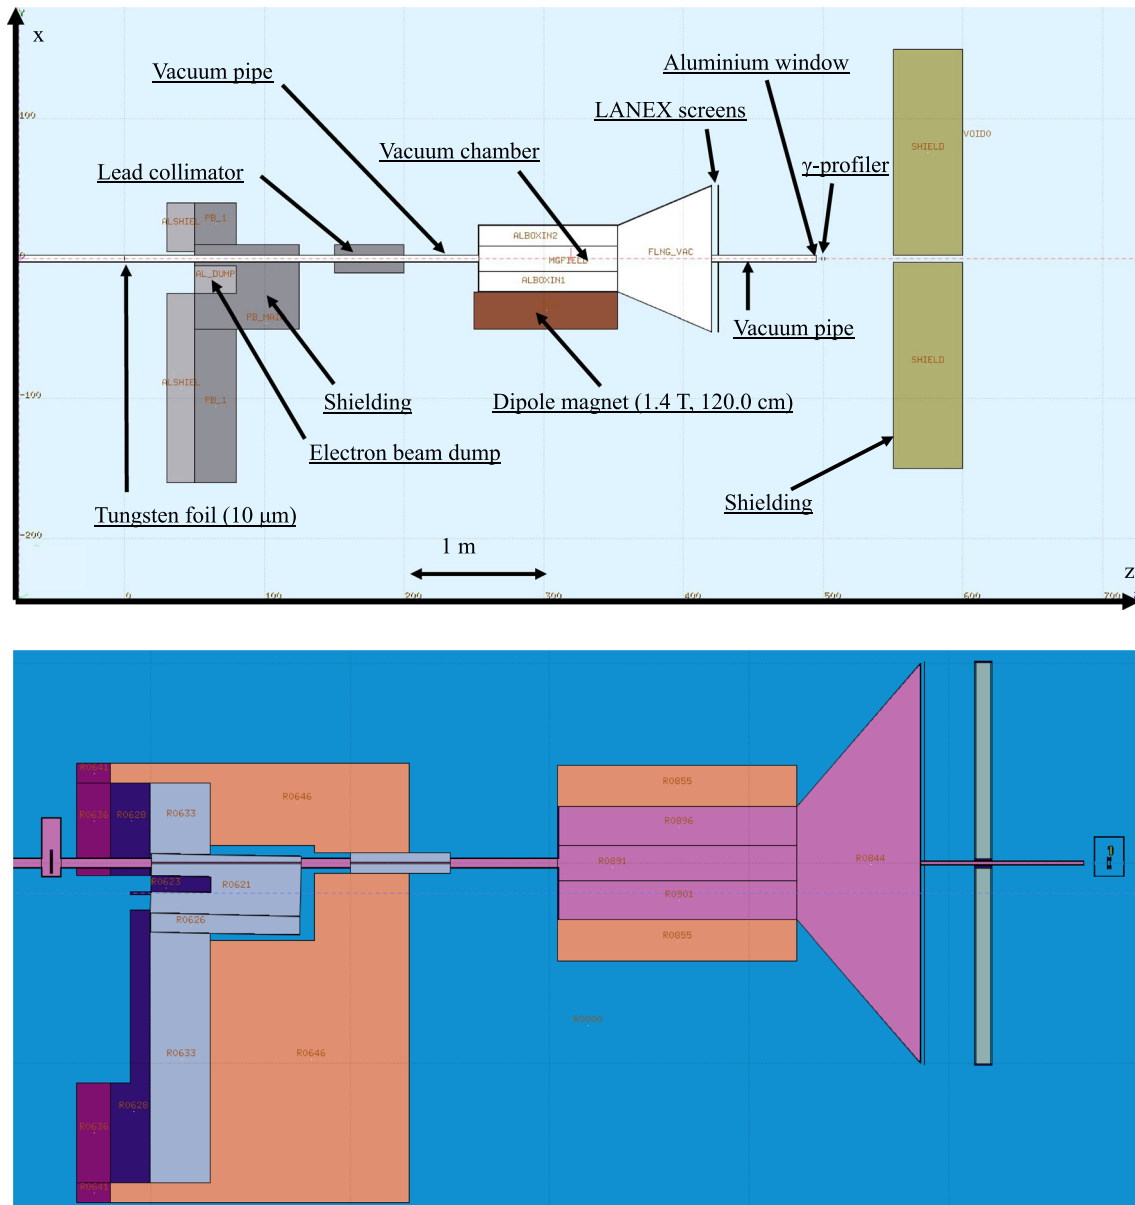 Y
x
Vacuum pipe
Aluminium window
LANEX screens
100
VOID0
Vacuum chamber
SHIELD
γ-profiler
Lead collimator
ALSHIEL
PB_1
ALBOXIN2
FLNG_VAC
0
MGFIELD
AL_DUMP
ALBOXIN1
PB_MAI
Vacuum pipe
SHIELD
ALSHIEL
-100
PB_1
Shielding
Dipole magnet (1.4 T, 120.0 cm)
Electron beam dump
Shielding
Tungsten foil (10 μm)
-200
1 m
z
0
100
200
300
400
500
600
700
R0641
R0646
R0855
R0636
R0628
R0633
R0896
R0891
R0844
R0623
R0621
R0901
R0626
R0855
R0633
R0646
R0628
R0636
R0641